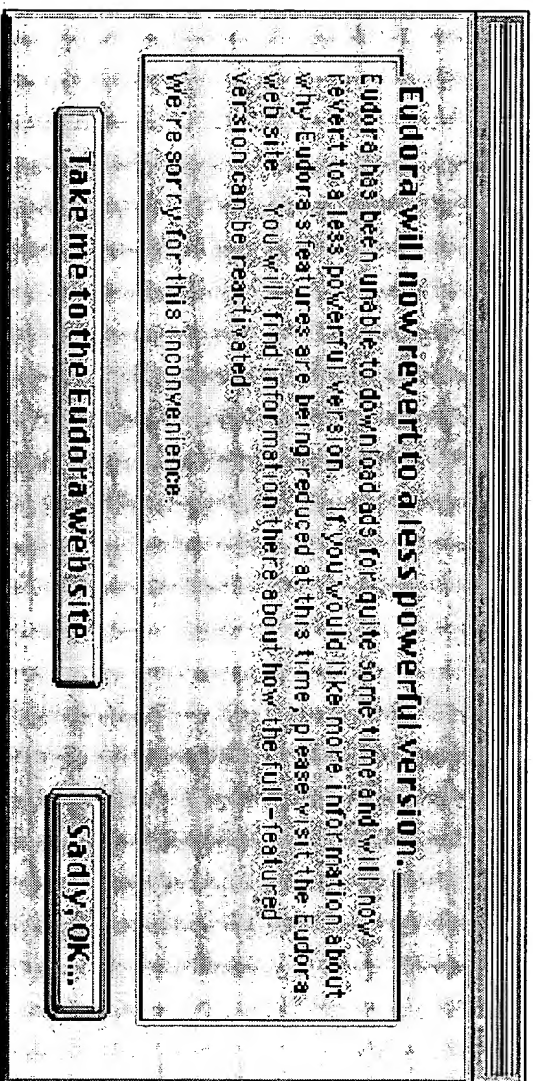 Eudora will now revert to a less powerful version.
Eudora has been unable to download ads for quite some time and will now
revert to a less powerful version. If you would like more information about
why Eudora's features are being reduced at this time, please visit the Eudora
web site. You will find information there about how the full-featured
version can be reactivated.
We're sorry for this inconvenience.
Take me to the Eudora web site
Sadly, OK...